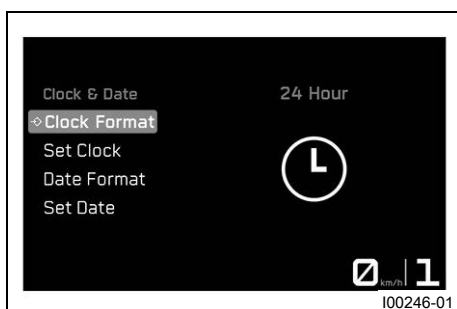 Clock & Date
24 Hour
Clock Format
Set Clock
Date Format
Set Date
0 km/h 1
I00246-01